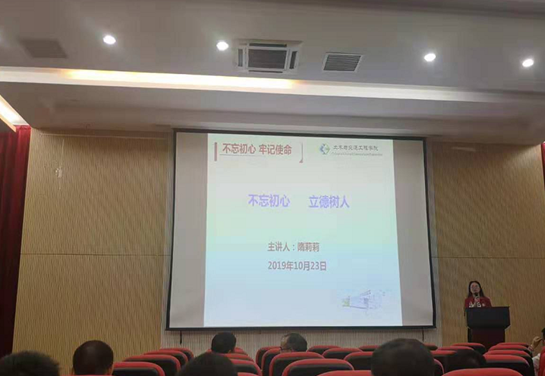 不忘初心 牢记使命
不忘初心 立德树人
主讲人：隋莉莉
2019年10月23日